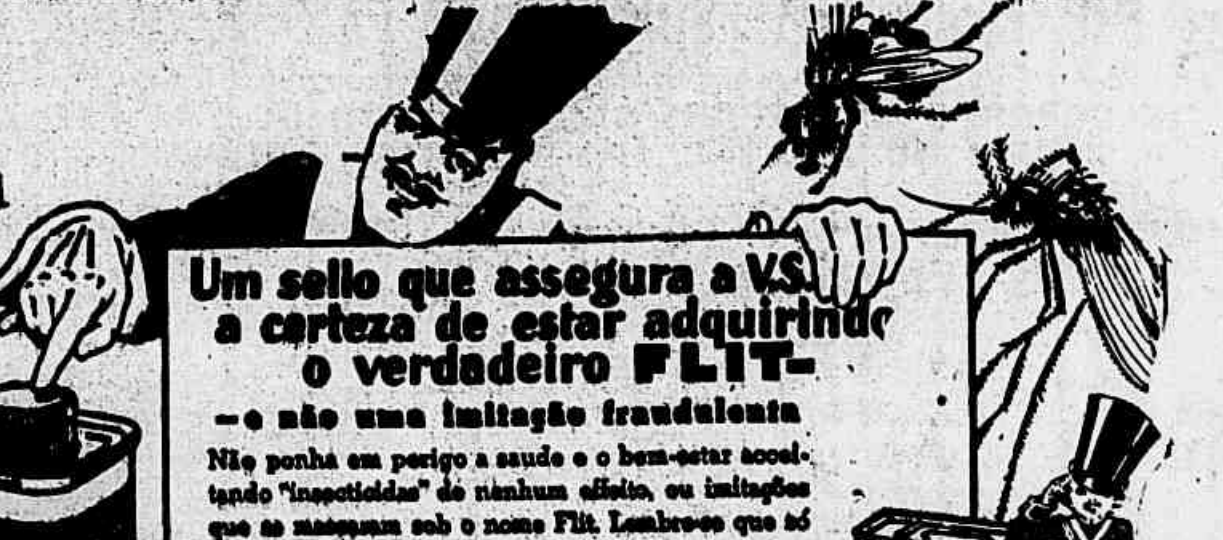 Um sello que assegura a V.S.
a certeza de estar adquirindo
o verdadeiro FLIT-
-e não uma imitação fraudulenta
Não ponha em perigo a saude e o bem-estar accei-
tando "insecticidas" de nenhum effeito, ou imitações
que se mascaram sob o nome Flit. Lembre-se que só